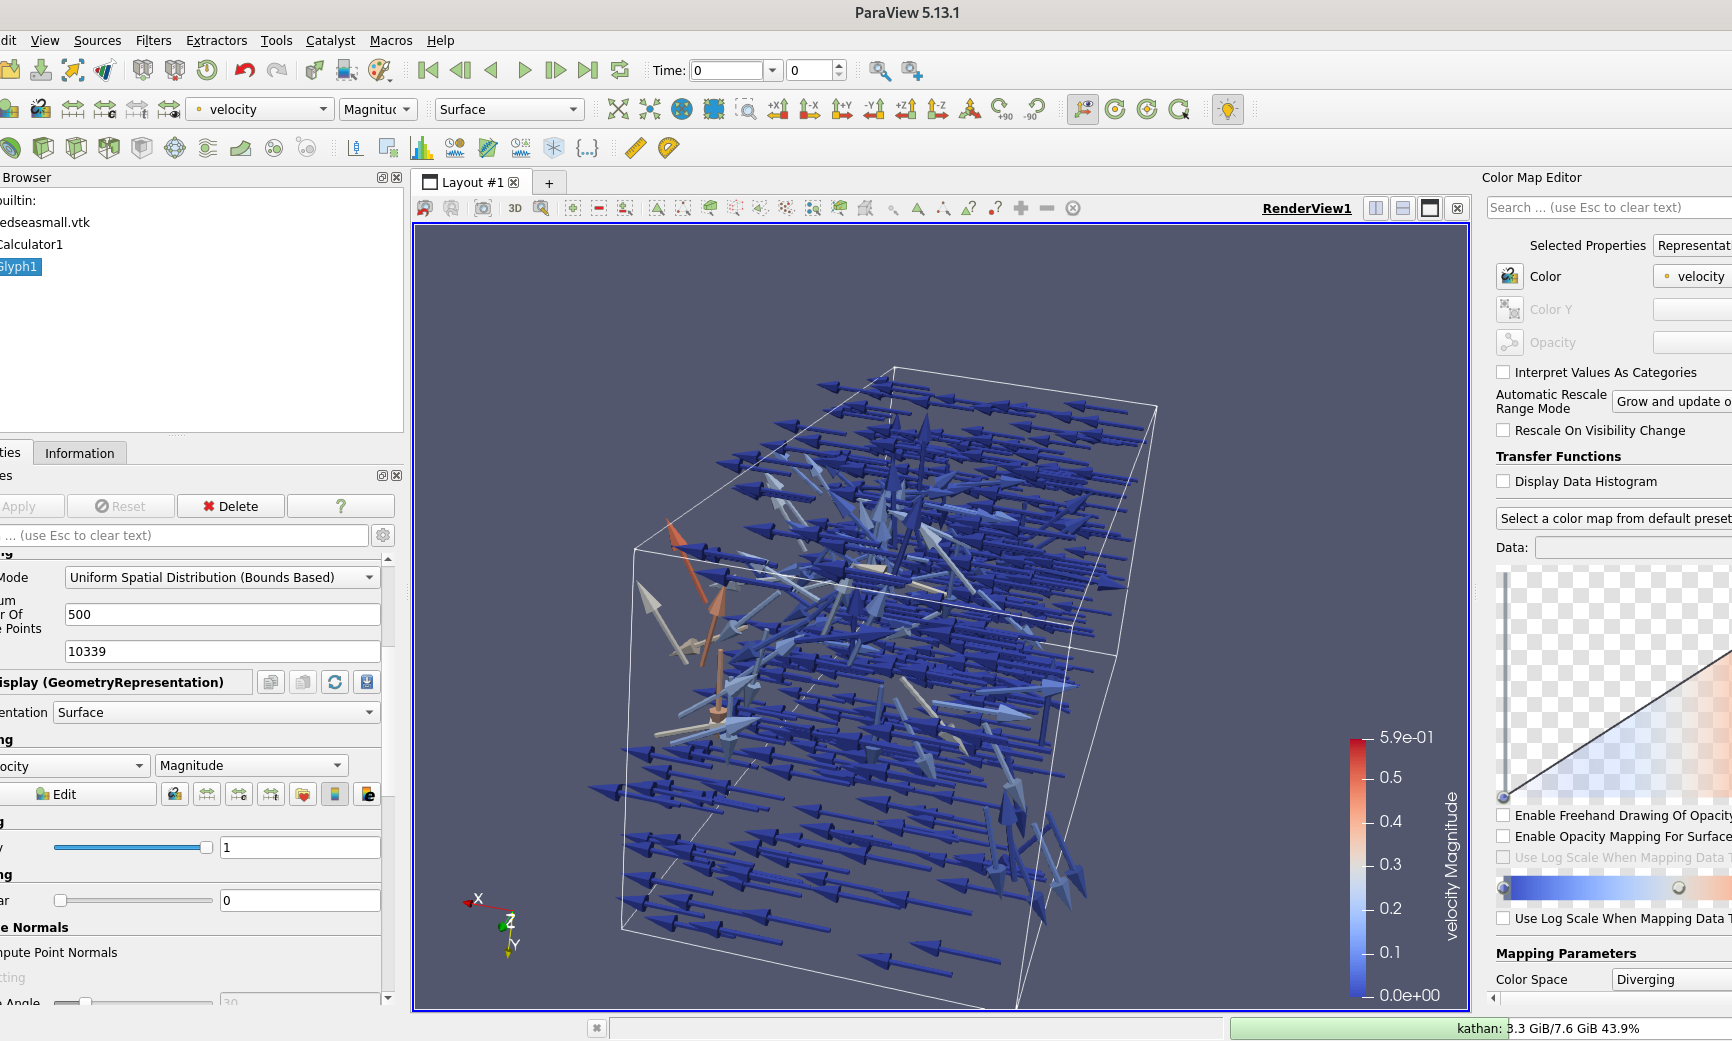 ParaView 5.13.1
dit View Sources Filters Extractors Tools Catalyst Macros Help
Time: 0 0
velocity Magnituc Surface
+X -X +Y -Y +Z -Z +90 -90
Browser
Layout #1 +
Color Map Editor
uiltin:
edseasmall.vtk
Calculator1
Glyph1
3D
RenderView1
Search ... (use Esc to clear text)
Selected Properties Representat
Color velocity
Color Y
Opacity
Interpret Values As Categories
Automatic Rescale
Range Mode
Grow and update o
Rescale On Visibility Change
Transfer Functions
Display Data Histogram
Select a color map from default preset
Data:
ties Information
es
Apply Reset Delete ?
... (use Esc to clear text)
ng
Mode Uniform Spatial Distribution (Bounds Based)
um
r Of
e Points
500
10339
isplay (GeometryRepresentation)
entation Surface
ng
ocity Magnitude
Edit
g
y 1
ng
ar 0
e Normals
mpute Point Normals
tting
e Angle 30
X
Z
Y
5.9e-01
0.5
0.4
0.3
0.2
0.1
0.0e+00
velocity Magnitude
Enable Freehand Drawing Of Opacity
Enable Opacity Mapping For Surface
Use Log Scale When Mapping Data T
Use Log Scale When Mapping Data T
Mapping Parameters
Color Space Diverging
kathan: 3.3 GiB/7.6 GiB 43.9%